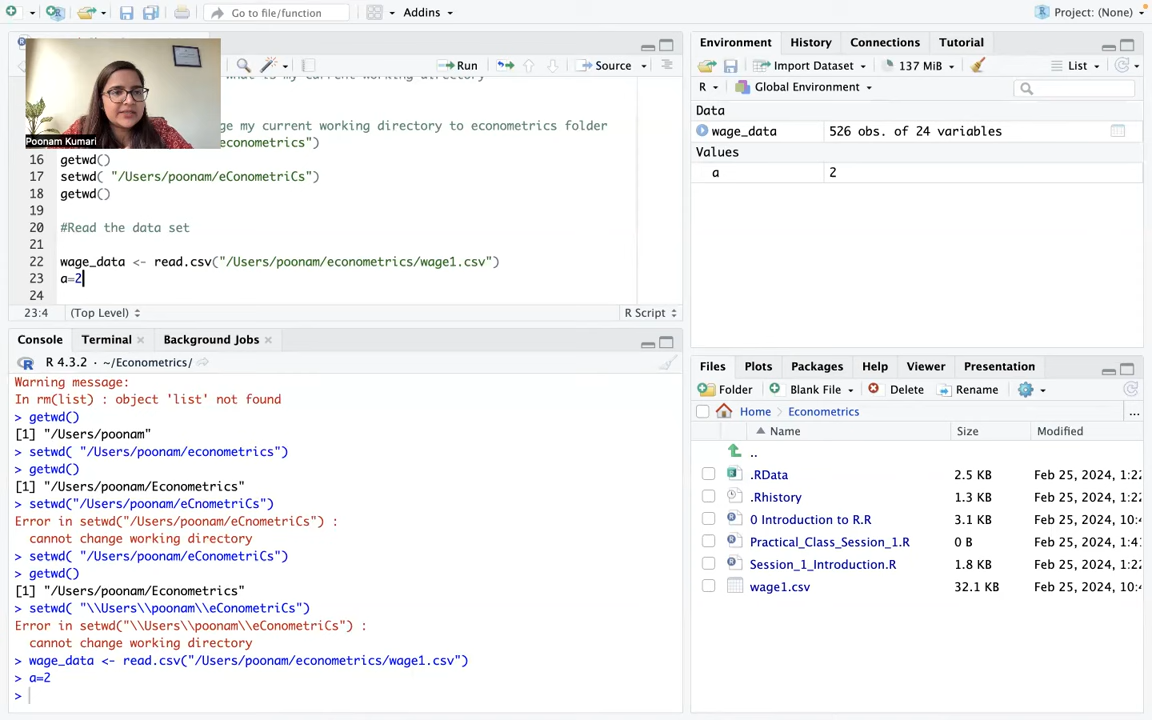 Go to file/function
Addins
Project: (None)
Run
Source
what is my current working directory
ge my current working directory to econometrics folder
econometrics")
16 getwd()
17 setwd( "/Users/poonam/eConometriCs")
18 getwd()
19
20 #Read the data set
21
22 wage_data <- read.csv("/Users/poonam/econometrics/wage1.csv")
23 a=2
24
23:4 (Top Level) R Script
Poonam Kumari
Console Terminal Background Jobs
R 4.3.2 · ~/Econometrics/
Warning message:
In rm(list) : object 'list' not found
> getwd()
[1] "/Users/poonam"
> setwd( "/Users/poonam/econometrics")
> getwd()
[1] "/Users/poonam/Econometrics"
> setwd("/Users/poonam/eCnometriCs")
Error in setwd("/Users/poonam/eCnometriCs") :
cannot change working directory
> setwd( "/Users/poonam/eConometriCs")
> getwd()
[1] "/Users/poonam/Econometrics"
> setwd( "\\Users\\poonam\\eConometriCs")
Error in setwd("\\Users\\poonam\\eConometriCs") :
cannot change working directory
> wage_data <- read.csv("/Users/poonam/econometrics/wage1.csv")
> a=2
>
Environment History Connections Tutorial
Import Dataset 137 MiB List
R Global Environment
Data
wage_data 526 obs. of 24 variables
Values
a 2
Files Plots Packages Help Viewer Presentation
Folder Blank File Delete Rename
Home Econometrics ...
Name Size Modified
..
.RData 2.5 KB Feb 25, 2024, 1:22
.Rhistory 1.3 KB Feb 25, 2024, 1:22
0 Introduction to R.R 3.1 KB Feb 25, 2024, 10:4
Practical_Class_Session_1.R 0 B Feb 25, 2024, 1:41
Session_1_Introduction.R 1.8 KB Feb 25, 2024, 1:22
wage1.csv 32.1 KB Feb 25, 2024, 10:4